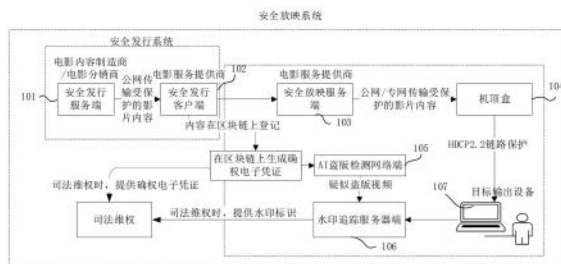 安全放映系统
安全发行系统
电影内容制造商
/电影分销商
101
安全发行
服务端
公网传输受
保护的影片
内容
电影服务提供商
102
安全发行
客户端
电影服务提供商
安全放映服务
端
103
公网/专网传输受保
护的影片内容
机顶盒
104
内容在区块链上登记
HDCP2.2链路保护
在区块链上生成确
权电子凭证
AI盗版检测网络端
105
司法维权时，提供确权电子凭证
疑似盗版视频
107
目标输出设备
司法维权
司法维权时，提供水印标识
水印追踪服务器端
106